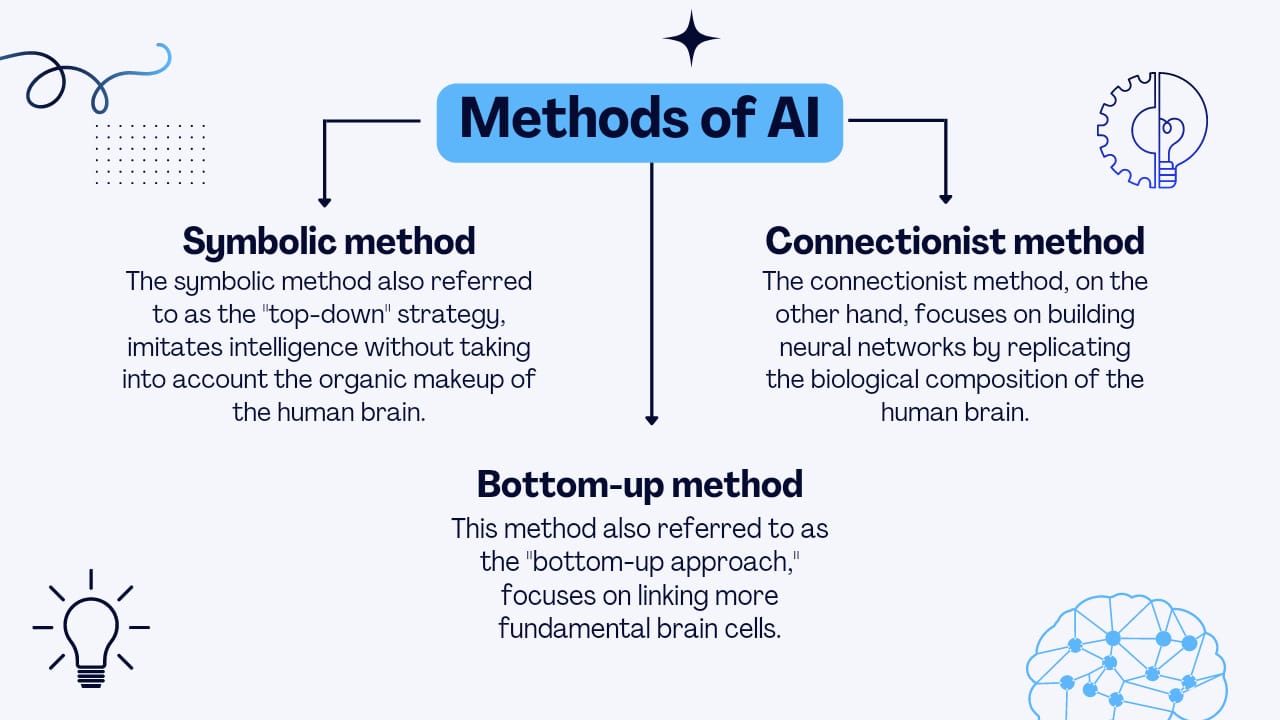 Methods of AI
Symbolic method
The symbolic method also referred
to as the "top-down" strategy,
imitates intelligence without taking
into account the organic makeup of
the human brain.
Connectionist method
The connectionist method, on the
other hand, focuses on building
neural networks by replicating
the biological composition of the
human brain.
Bottom-up method
This method also referred to as
the "bottom-up approach,"
focuses on linking more
fundamental brain cells.